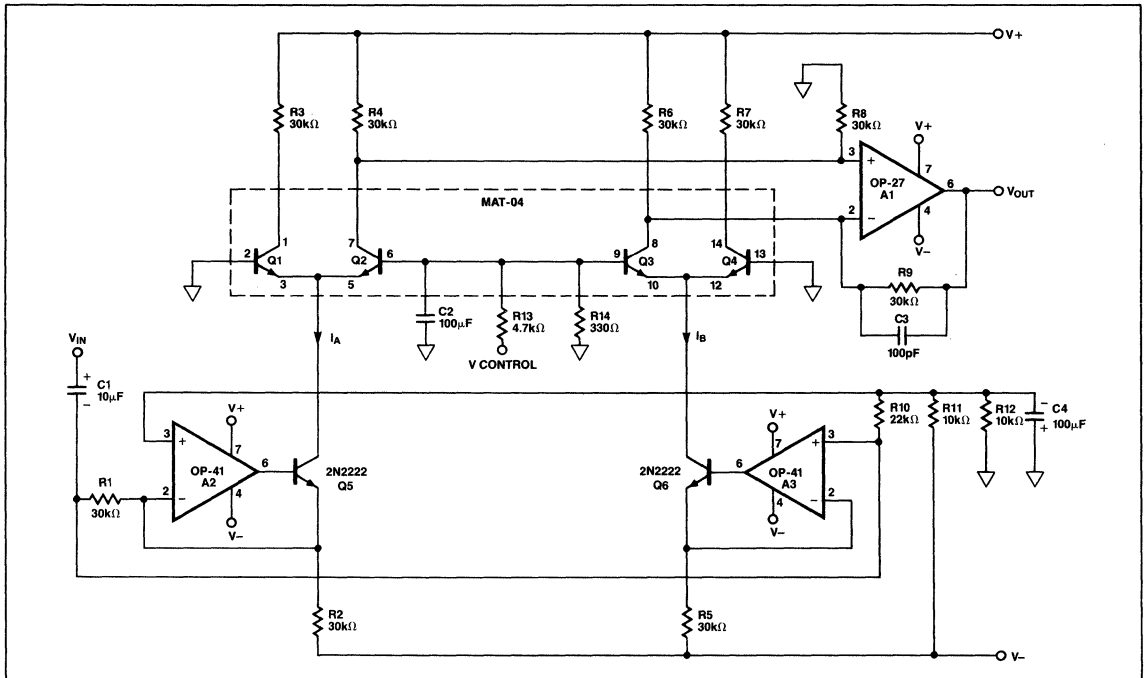 V+
R3
30kΩ
R4
30kΩ
R6
30kΩ
R7
30kΩ
R8
30kΩ
V+
3
+
7
OP-27
A1
6
VOUT
2
−
4
V−
MAT-04
1
7
8
14
2
Q1
Q2
6
9
Q3
Q4
13
3
5
10
12
R9
30kΩ
C3
100pF
C2
100μF
R13
4.7kΩ
R14
330Ω
V CONTROL
IA
IB
VIN
+
C1
10μF
−
V+
3
+
7
OP-41
A2
6
2
−
4
V−
R1
30kΩ
2N2222
Q5
2N2222
Q6
V+
7
3
+
6
OP-41
A3
2
−
4
V−
R10
22kΩ
R11
10kΩ
R12
10kΩ
−
C4
100μF
+
R2
30kΩ
R5
30kΩ
V−